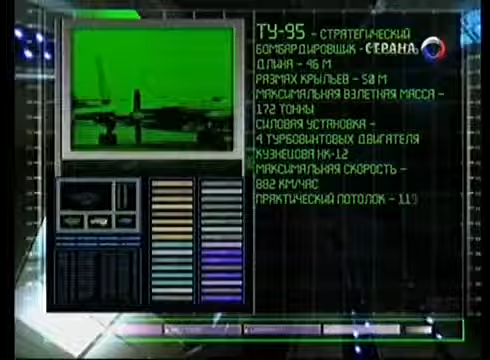 ТУ-95 - СТРАТЕГИЧЕСКИЙ
БОМБАРДИРОВЩИК -
СТРАНА
ДЛИНА - 46 М
РАЗМАХ КРЫЛЬЕВ - 50 М
МАКСИМАЛЬНАЯ ВЗЛЕТНАЯ МАССА -
172 ТОННЫ
СИЛОВАЯ УСТАНОВКА -
4 ТУРБОВИНТОВЫХ ДВИГАТЕЛЯ
КУЗНЕЦОВА НК-12
МАКСИМАЛЬНАЯ СКОРОСТЬ -
882 КМ/ЧАС
ПРАКТИЧЕСКИЙ ПОТОЛОК - 119